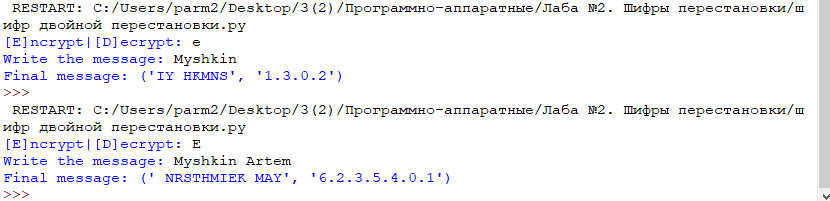 RESTART: C:/Users/parm2/Desktop/3(2)/Программно-аппаратные/Лаба №2. Шифры перестановки/ш
ифр двойной перестановки.py
[E]ncrypt|[D]ecrypt: e
Write the message: Myshkin
Final message: ('IY HKMNS', '1.3.0.2')
>>>
RESTART: C:/Users/parm2/Desktop/3(2)/Программно-аппаратные/Лаба №2. Шифры перестановки/ш
ифр двойной перестановки.py
[E]ncrypt|[D]ecrypt: E
Write the message: Myshkin Artem
Final message: (' NRSTHMIEK MAY', '6.2.3.5.4.0.1')
>>>